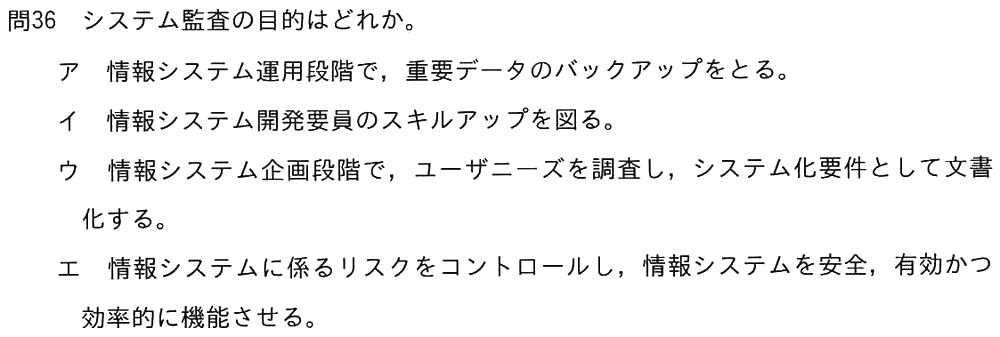 問36 システム監査の目的はどれか。
ア 情報システム運用段階で，重要データのバックアップをとる。
イ 情報システム開発要員のスキルアップを図る。
ウ 情報システム企画段階で，ユーザニーズを調査し，システム化要件として文書
化する。
エ 情報システムに係るリスクをコントロールし，情報システムを安全，有効かつ
効率的に機能させる。